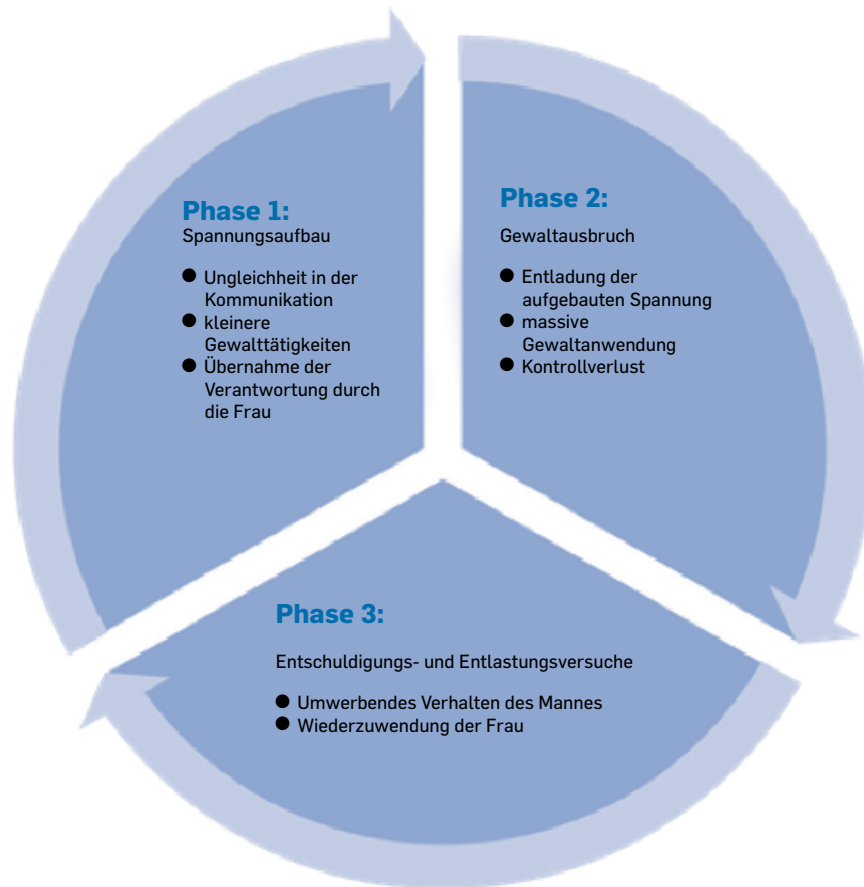 Phase 1:
Spannungsaufbau
● Ungleichheit in der
Kommunikation
● kleinere
Gewalttätigkeiten
● Übernahme der
Verantwortung durch
die Frau
Phase 2:
Gewaltausbruch
● Entladung der
aufgebauten Spannung
● massive
Gewaltanwendung
● Kontrollverlust
Phase 3:
Entschuldigungs- und Entlastungsversuche
● Umwerbendes Verhalten des Mannes
● Wiederzuwendung der Frau